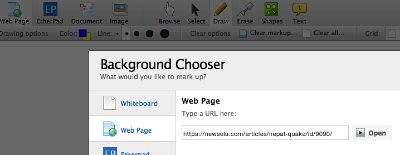 Web Page EtherPad Document Image Browse Select Draw Erase Shapes Text
Drawing options Color Clear options Clear markup... Clear all... Grid
Background Chooser
What would you like to mark up?
Whiteboard
Web Page
Web Page
Type a URL here:
https://newsela.com/articles/nepal-quake/id/9090/ Open
Etherpad